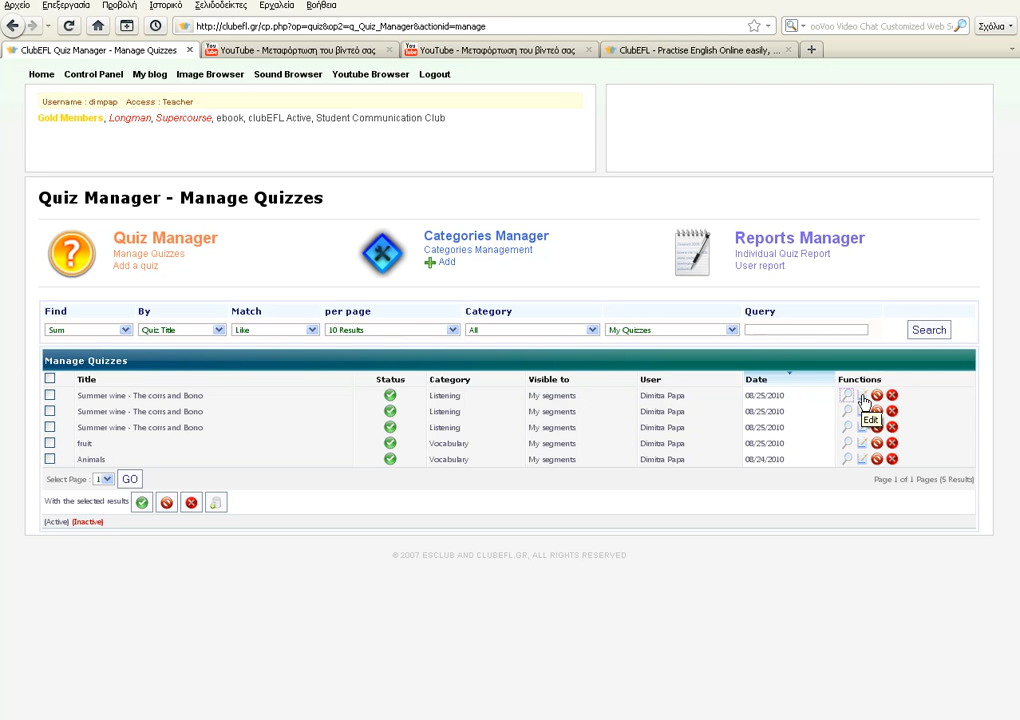 Αρχείο Επεξεργασία Προβολή Ιστορικό Σελιδοδείκτες Εργαλεία Βοήθεια
http://clubefl.gr/cp.php?op=quiz&op2=q_Quiz_Manager&actionid=manage ooVoo Video Chat Customized Web S Σχόλια
ClubEFL Quiz Manager - Manage Quizzes YouTube - Μεταφόρτωση του βίντεό σας YouTube - Μεταφόρτωση του βίντεό σας ClubEFL - Practise English Online easily, ...
Home Control Panel My blog Image Browser Sound Browser Youtube Browser Logout
Username : dimpap Access : Teacher
Gold Members, Longman, Supercourse, ebook, clubEFL Active, Student Communication Club
Quiz Manager - Manage Quizzes
Quiz Manager Categories Manager Reports Manager
Manage Quizzes Categories Management Individual Quiz Report
Add a quiz Add User report
Find By Match per page Category Query
Sum Quiz Title Like 10 Results All My Quizzes Search
Manage Quizzes
Title Status Category Visible to User Date Functions
Summer wine - The corrs and Bono Listening My segments Dimitra Papa 08/25/2010
Summer wine - The corrs and Bono Listening My segments Dimitra Papa 08/25/2010
Edit
Summer wine - The corrs and Bono Listening My segments Dimitra Papa 08/25/2010
fruit Vocabulary My segments Dimitra Papa 08/25/2010
Animals Vocabulary My segments Dimitra Papa 08/24/2010
Select Page : 1 GO Page 1 of 1 Pages (5 Results)
With the selected results
(Active) (Inactive)
© 2007 ESCLUB AND CLUBEFL.GR, ALL RIGHTS RESERVED